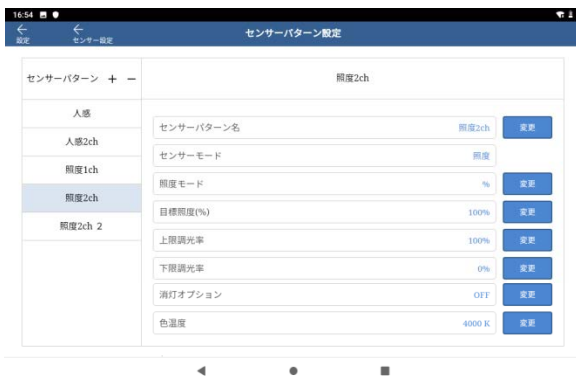 16:54
設定
センサー設定
センサーパターン設定
センサーパターン + −
人感
人感2ch
照度1ch
照度2ch
照度2ch 2
照度2ch
センサーパターン名 照度2ch 変更
センサーモード 照度
照度モード % 変更
目標照度(%) 100% 変更
上限調光率 100% 変更
下限調光率 0% 変更
消灯オプション OFF 変更
色温度 4000 K 変更